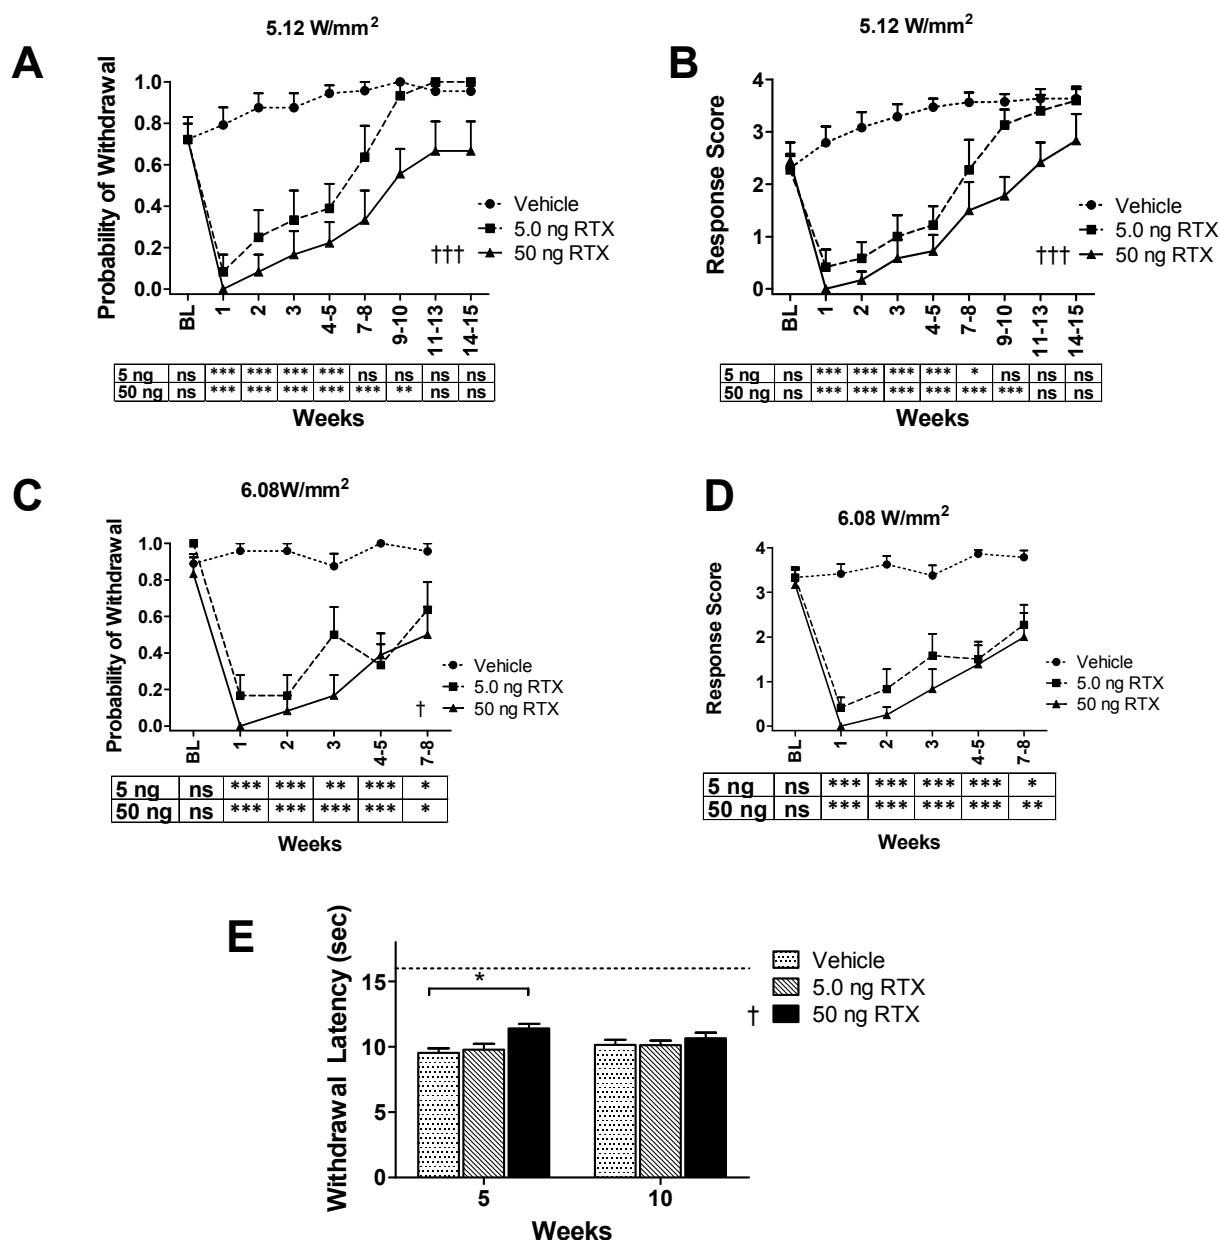 A
5.12 W/mm²
Probability of Withdrawal
1.0
0.8
0.6
0.4
0.2
0.0
BL
1
2
3
4-5
7-8
9-10
11-13
14-15
Vehicle
5.0 ng RTX
††† 50 ng RTX
5 ng ns *** *** *** *** ns ns ns ns
50 ng ns *** *** *** *** *** ** ns ns
Weeks
B
5.12 W/mm²
Response Score
4
3
2
1
0
BL
1
2
3
4-5
7-8
9-10
11-13
14-15
Vehicle
5.0 ng RTX
††† 50 ng RTX
5 ng ns *** *** *** *** * ns ns ns
50 ng ns *** *** *** *** *** *** ns ns
Weeks
C
6.08W/mm²
Probability of Withdrawal
1.0
0.8
0.6
0.4
0.2
0.0
BL
1
2
3
4-5
7-8
Vehicle
5.0 ng RTX
† 50 ng RTX
5 ng ns *** *** ** *** *
50 ng ns *** *** *** *** *
Weeks
D
6.08 W/mm²
Response Score
4
3
2
1
0
BL
1
2
3
4-5
7-8
Vehicle
5.0 ng RTX
50 ng RTX
5 ng ns *** *** *** *** *
50 ng ns *** *** *** *** **
Weeks
E
Withdrawal Latency (sec)
15
10
5
0
*
5
10
Weeks
Vehicle
5.0 ng RTX
† 50 ng RTX